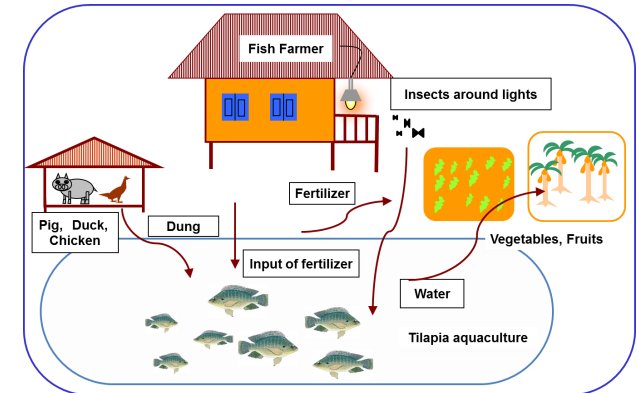 Fish Farmer
Insects around lights
Fertilizer
Pig, Duck,
Chicken
Dung
Vegetables, Fruits
Input of fertilizer
Water
Tilapia aquaculture